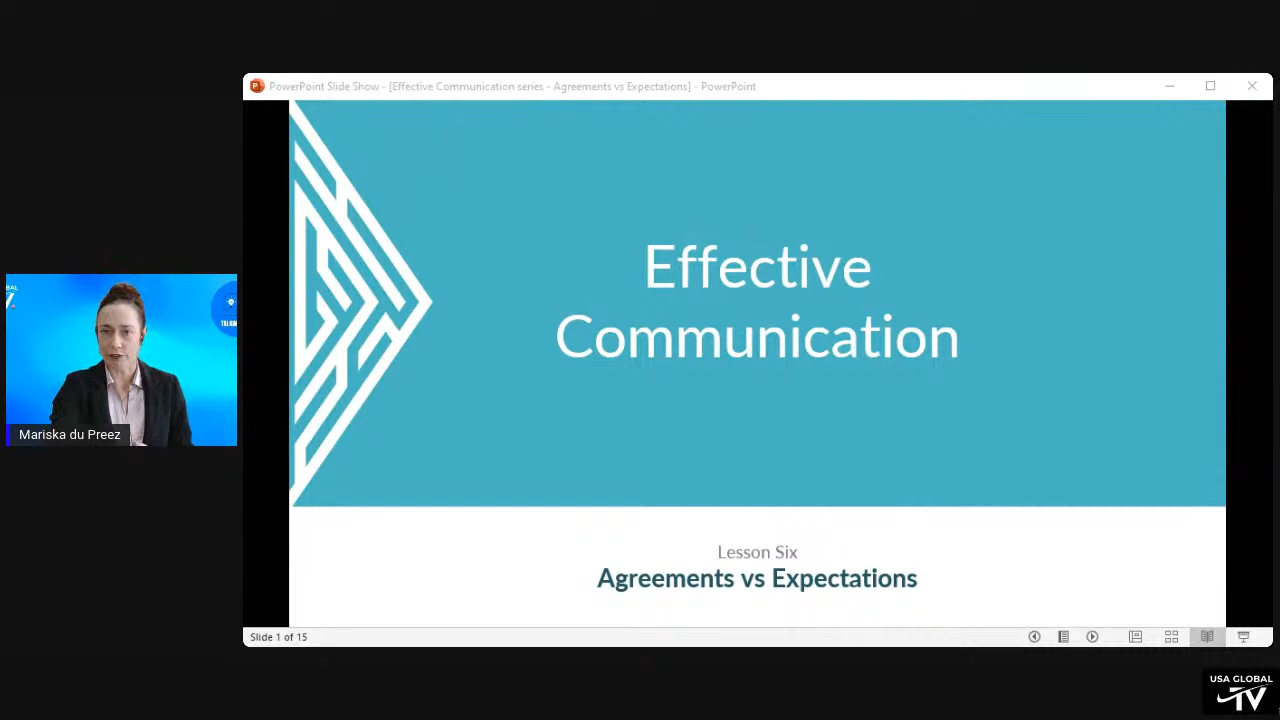 PowerPoint Slide Show - [Effective Communication series - Agreements vs Expectations] - PowerPoint
Effective
Communication
Lesson Six
Agreements vs Expectations
Slide 1 of 15
Mariska du Preez
USA GLOBAL
TV